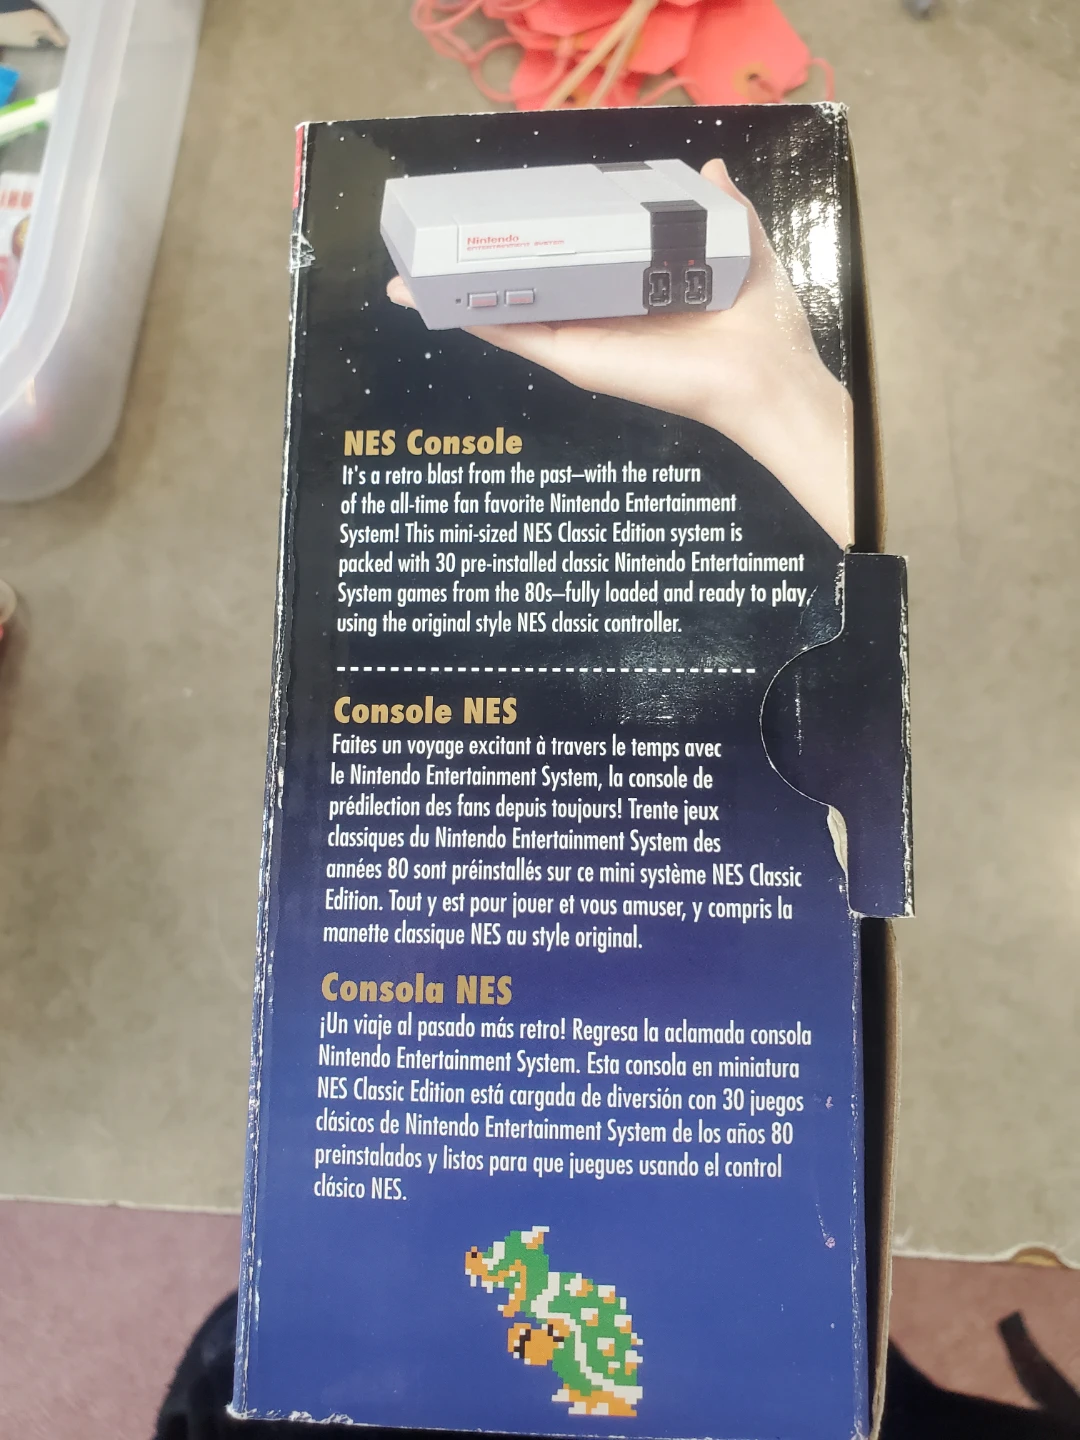 Nintendo
ENTERTAINMENT SYSTEM
NES Console
It's a retro blast from the past–with the return
of the all-time fan favorite Nintendo Entertainment
System! This mini-sized NES Classic Edition system is
packed with 30 pre-installed classic Nintendo Entertainment
System games from the 80s–fully loaded and ready to play,
using the original style NES classic controller.
Console NES
Faites un voyage excitant à travers le temps avec
le Nintendo Entertainment System, la console de
prédilection des fans depuis toujours! Trente jeux
classiques du Nintendo Entertainment System des
années 80 sont préinstallés sur ce mini système NES Classic
Edition. Tout y est pour jouer et vous amuser, y compris la
manette classique NES au style original.
Consola NES
¡Un viaje al pasado más retro! Regresa la aclamada consola
Nintendo Entertainment System. Esta consola en miniatura
NES Classic Edition está cargada de diversión con 30 juegos
clásicos de Nintendo Entertainment System de los años 80
preinstalados y listos para que juegues usando el control
clásico NES.